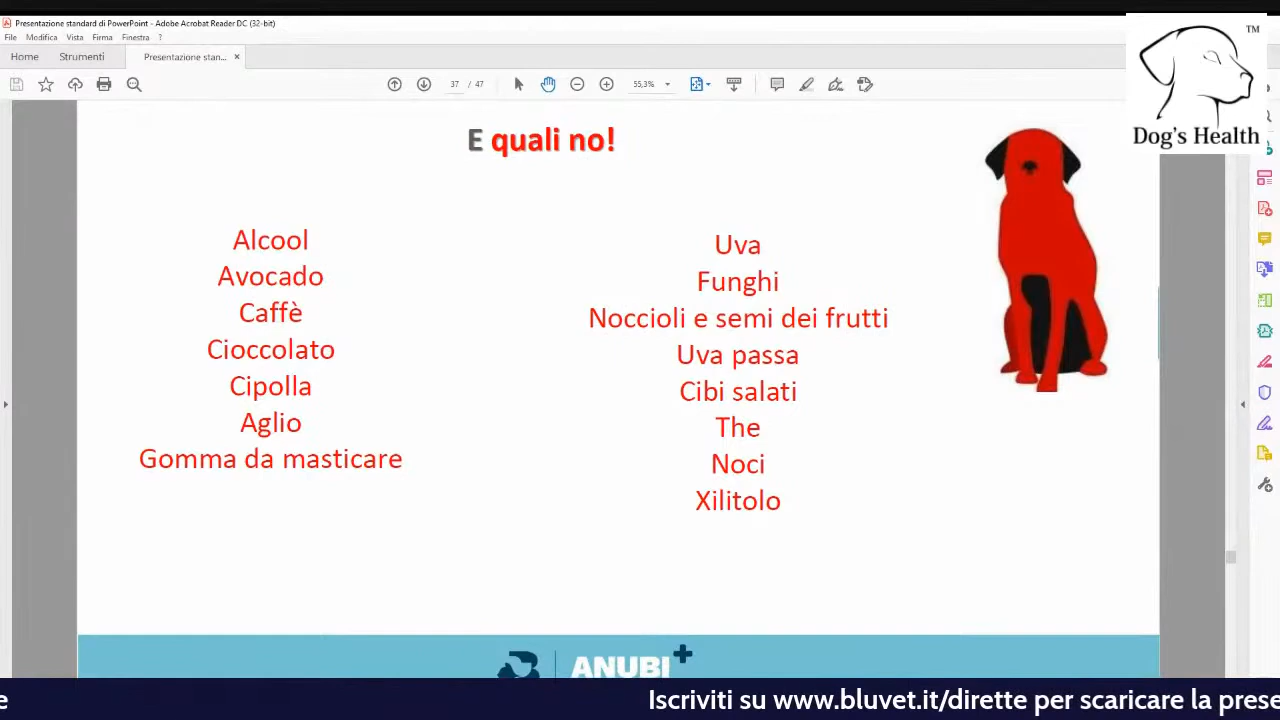 Presentazione standard di PowerPoint - Adobe Acrobat Reader DC (32-bit)
File Modifica Vista Firma Finestra ?
Home Strumenti Presentazione stan... ×
37 / 47 55,3%
TM
Dog's Health
E quali no!
Alcool
Avocado
Caffè
Cioccolato
Cipolla
Aglio
Gomma da masticare
Uva
Funghi
Noccioli e semi dei frutti
Uva passa
Cibi salati
The
Noci
Xilitolo
ANUBI+
Iscriviti su www.bluvet.it/dirette per scaricare la